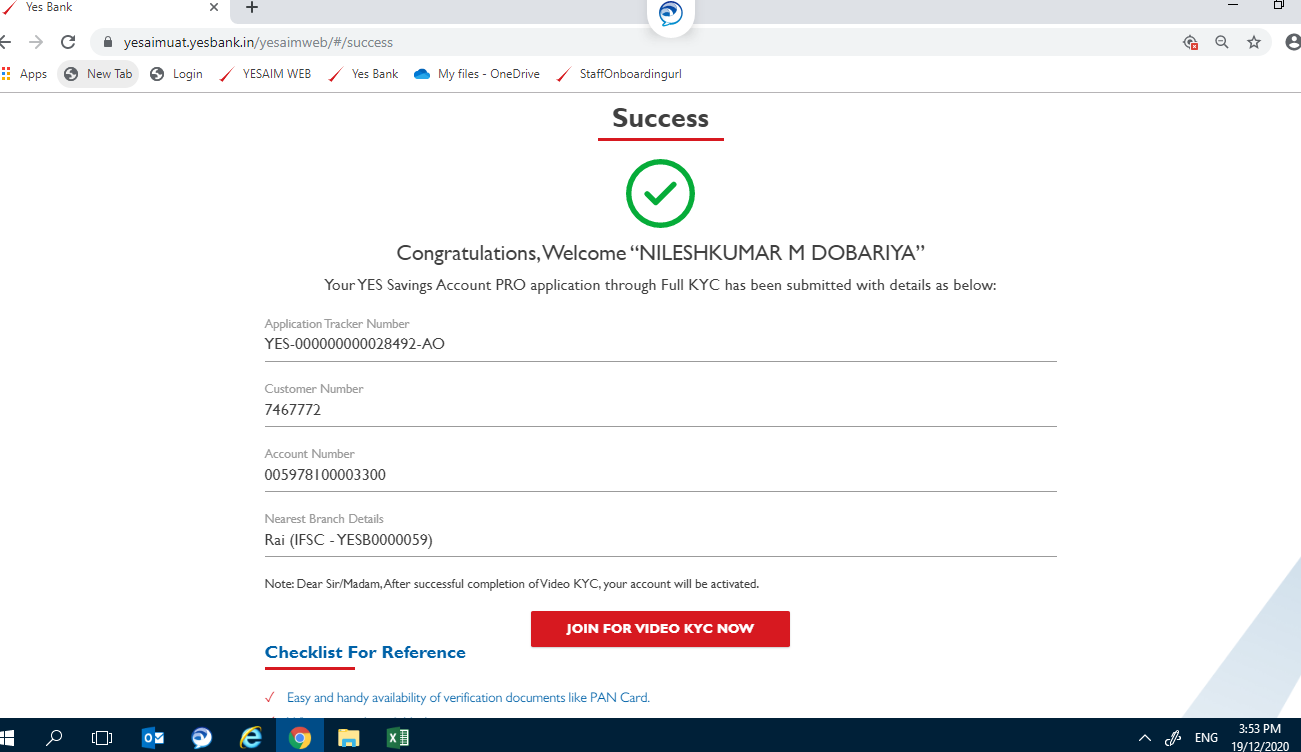 Yes Bank
yesaimuat.yesbank.in/yesaimweb/#/success
Apps New Tab Login YESAIM WEB Yes Bank My files - OneDrive StaffOnboardingurl
Success
Congratulations, Welcome “NILESHKUMAR M DOBARIYA”
Your YES Savings Account PRO application through Full KYC has been submitted with details as below:
Application Tracker Number
YES-000000000028492-AO
Customer Number
7467772
Account Number
005978100003300
Nearest Branch Details
Rai (IFSC - YESB0000059)
Note: Dear Sir/Madam, After successful completion of Video KYC, your account will be activated.
JOIN FOR VIDEO KYC NOW
Checklist For Reference
Easy and handy availability of verification documents like PAN Card.
ENG
3:53 PM
19/12/2020